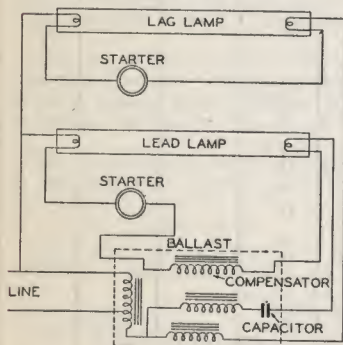 LAG LAMP
STARTER
LEAD LAMP
STARTER
BALLAST
LINE
COMPENSATOR
CAPACITOR